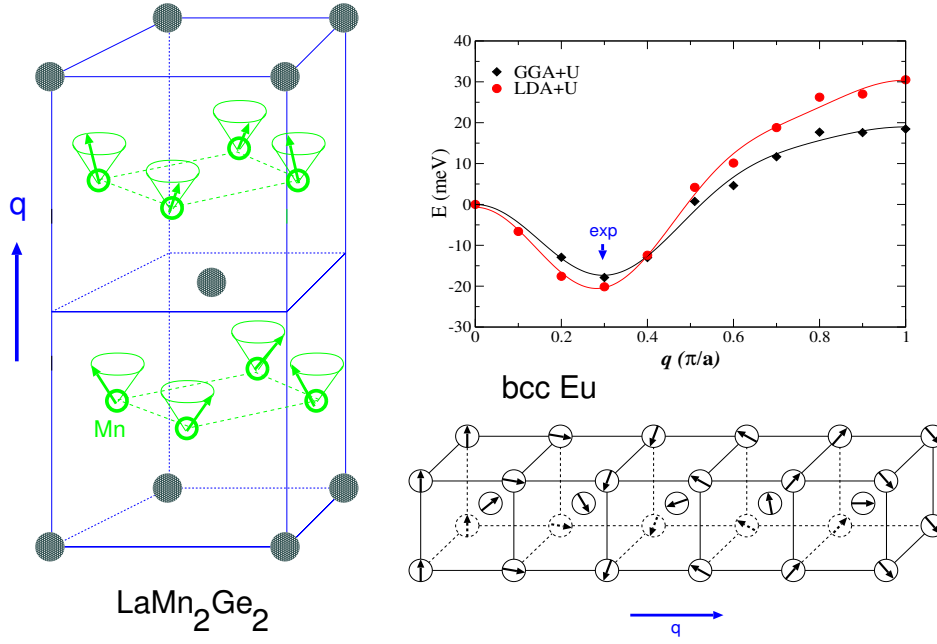 q
Mn
LaMn₂Ge₂
GGA+U
LDA+U
exp
E (meV)
40
30
20
10
0
-10
-20
-30
0
0.2
0.4
0.6
0.8
1
q (π/a)
bcc Eu
q